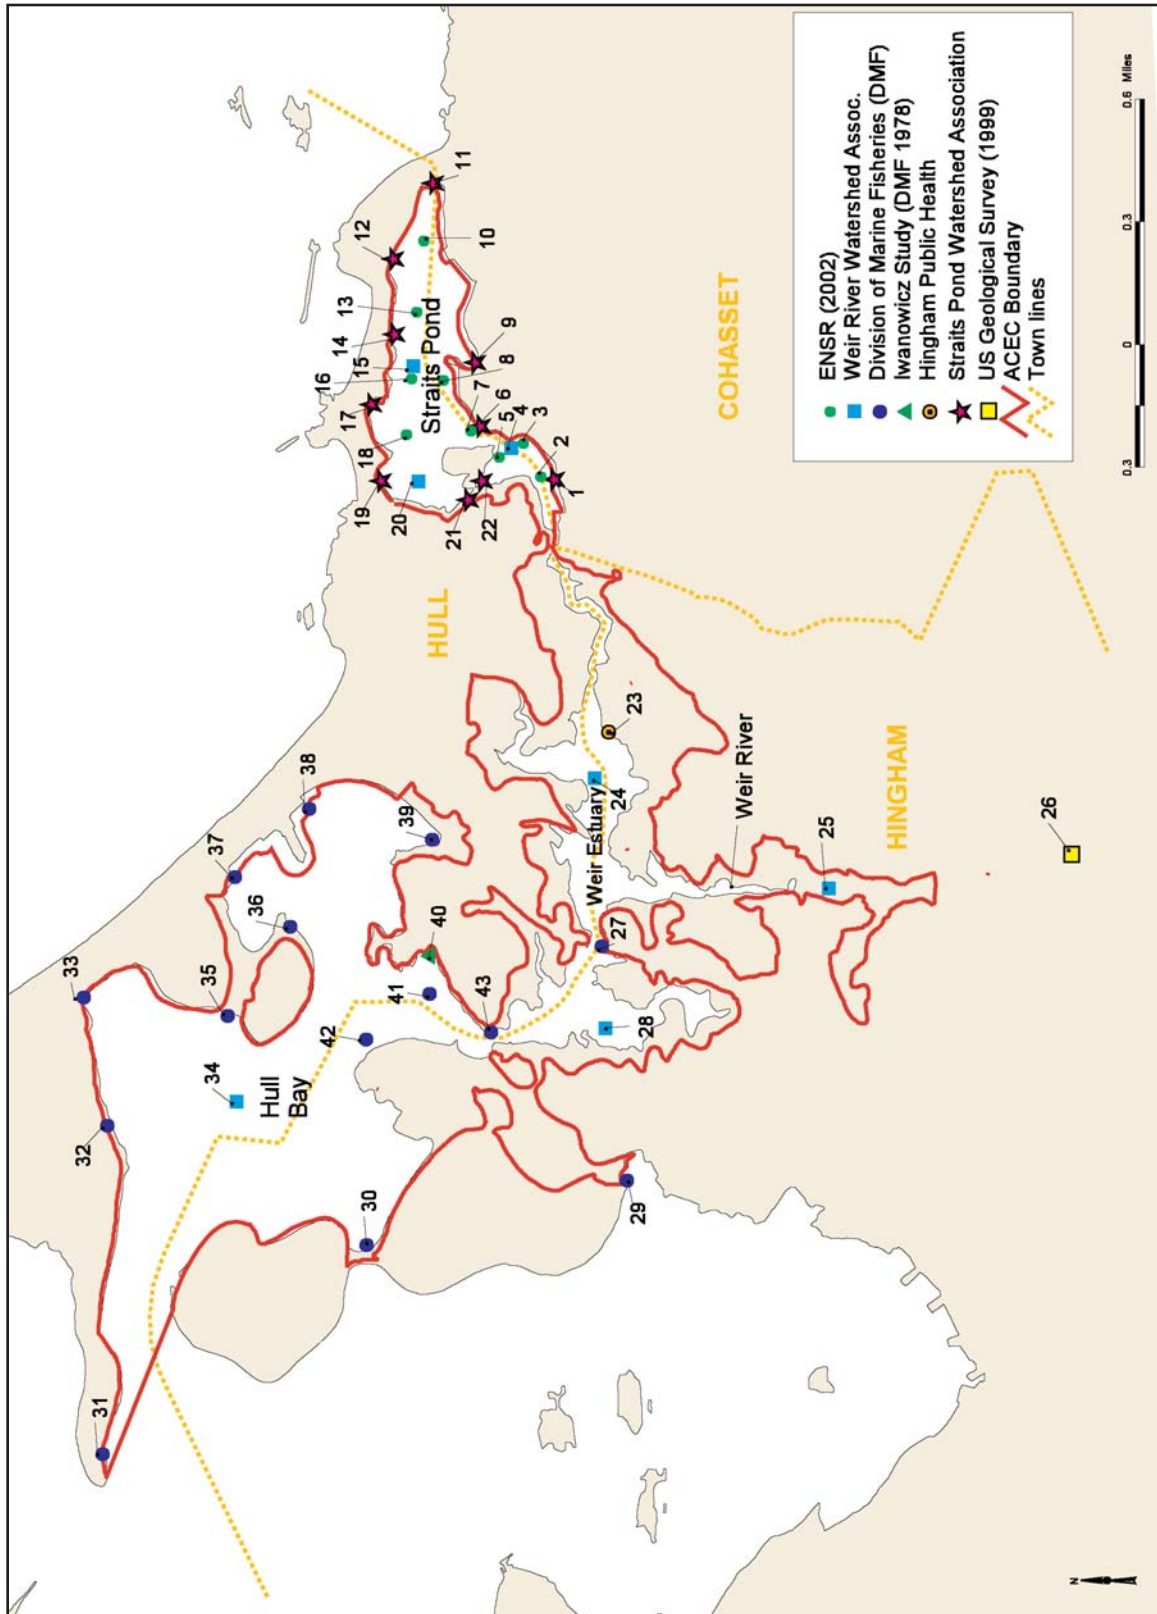 31
32
33
34
Hull
Bay
35
36
37
38
39
40
41
42
43
30
29
28
27
Weir Estuary
24
23
Weir River
25
26
HULL
HINGHAM
COHASSET
Straits Pond
19
17
14
12
11
10
13
15
16
18
20
21
22
1
2
3
4
5
6
7
8
9
ENSR (2002)
Weir River Watershed Assoc.
Division of Marine Fisheries (DMF)
Iwanowicz Study (DMF 1978)
Hingham Public Health
Straits Pond Watershed Association
US Geological Survey (1999)
ACEC Boundary
Town lines
0.3 0 0.3 0.6 Miles
N